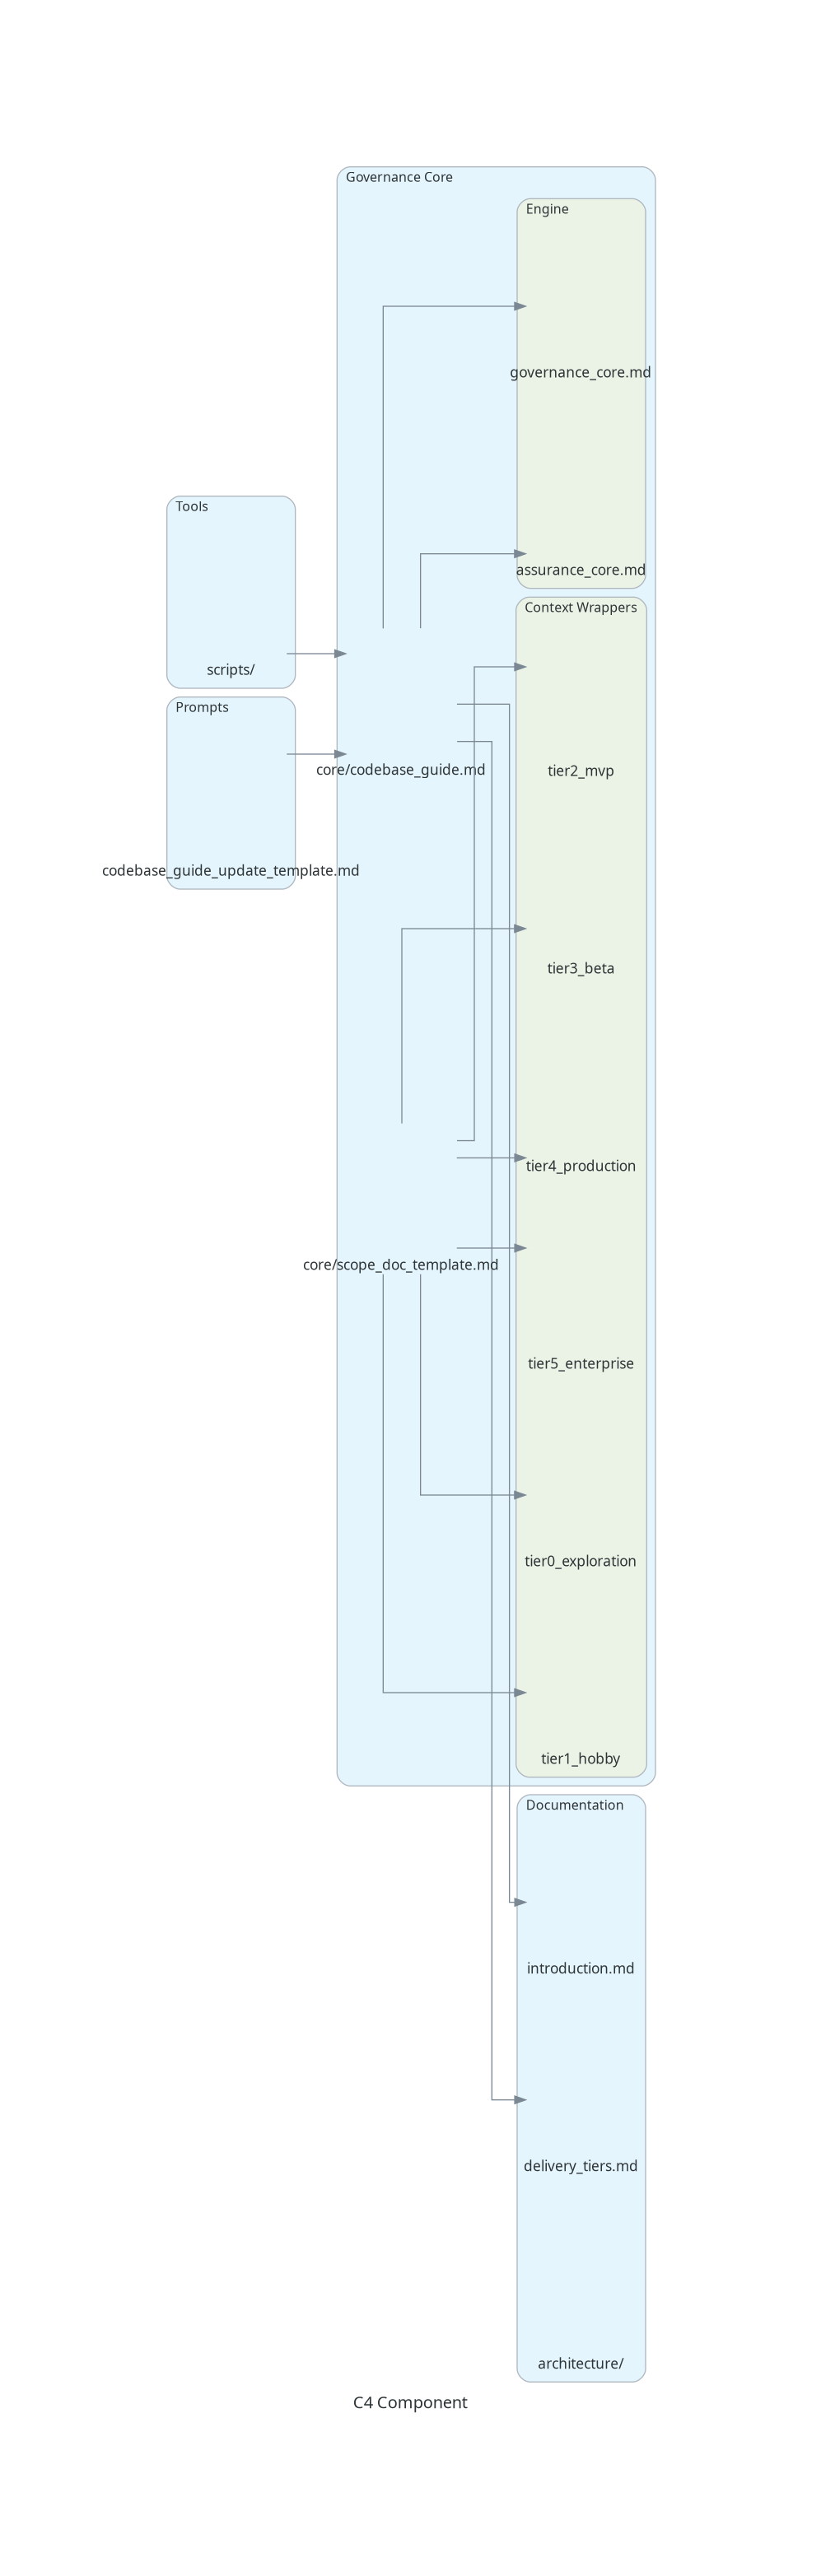 Governance Core
Engine
governance_core.md
Tools
assurance_core.md
Context Wrappers
scripts/
Prompts
core/codebase_guide.md
tier2_mvp
codebase_guide_update_template.md
tier3_beta
tier4_production
core/scope_doc_template.md
tier5_enterprise
tier0_exploration
tier1_hobby
Documentation
introduction.md
delivery_tiers.md
architecture/
C4 Component